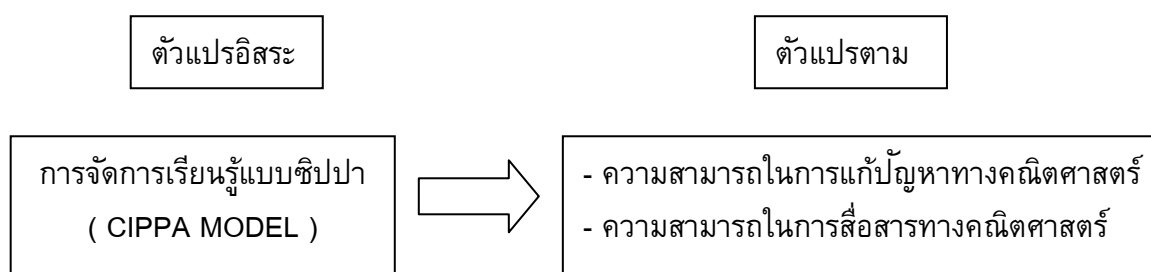 ตัวแปรอิสระ
ตัวแปรตาม
การจัดการเรียนรู้แบบซิปปา
( CIPPA MODEL )
- ความสามารถในการแก้ปัญหาทางคณิตศาสตร์
- ความสามารถในการสื่อสารทางคณิตศาสตร์